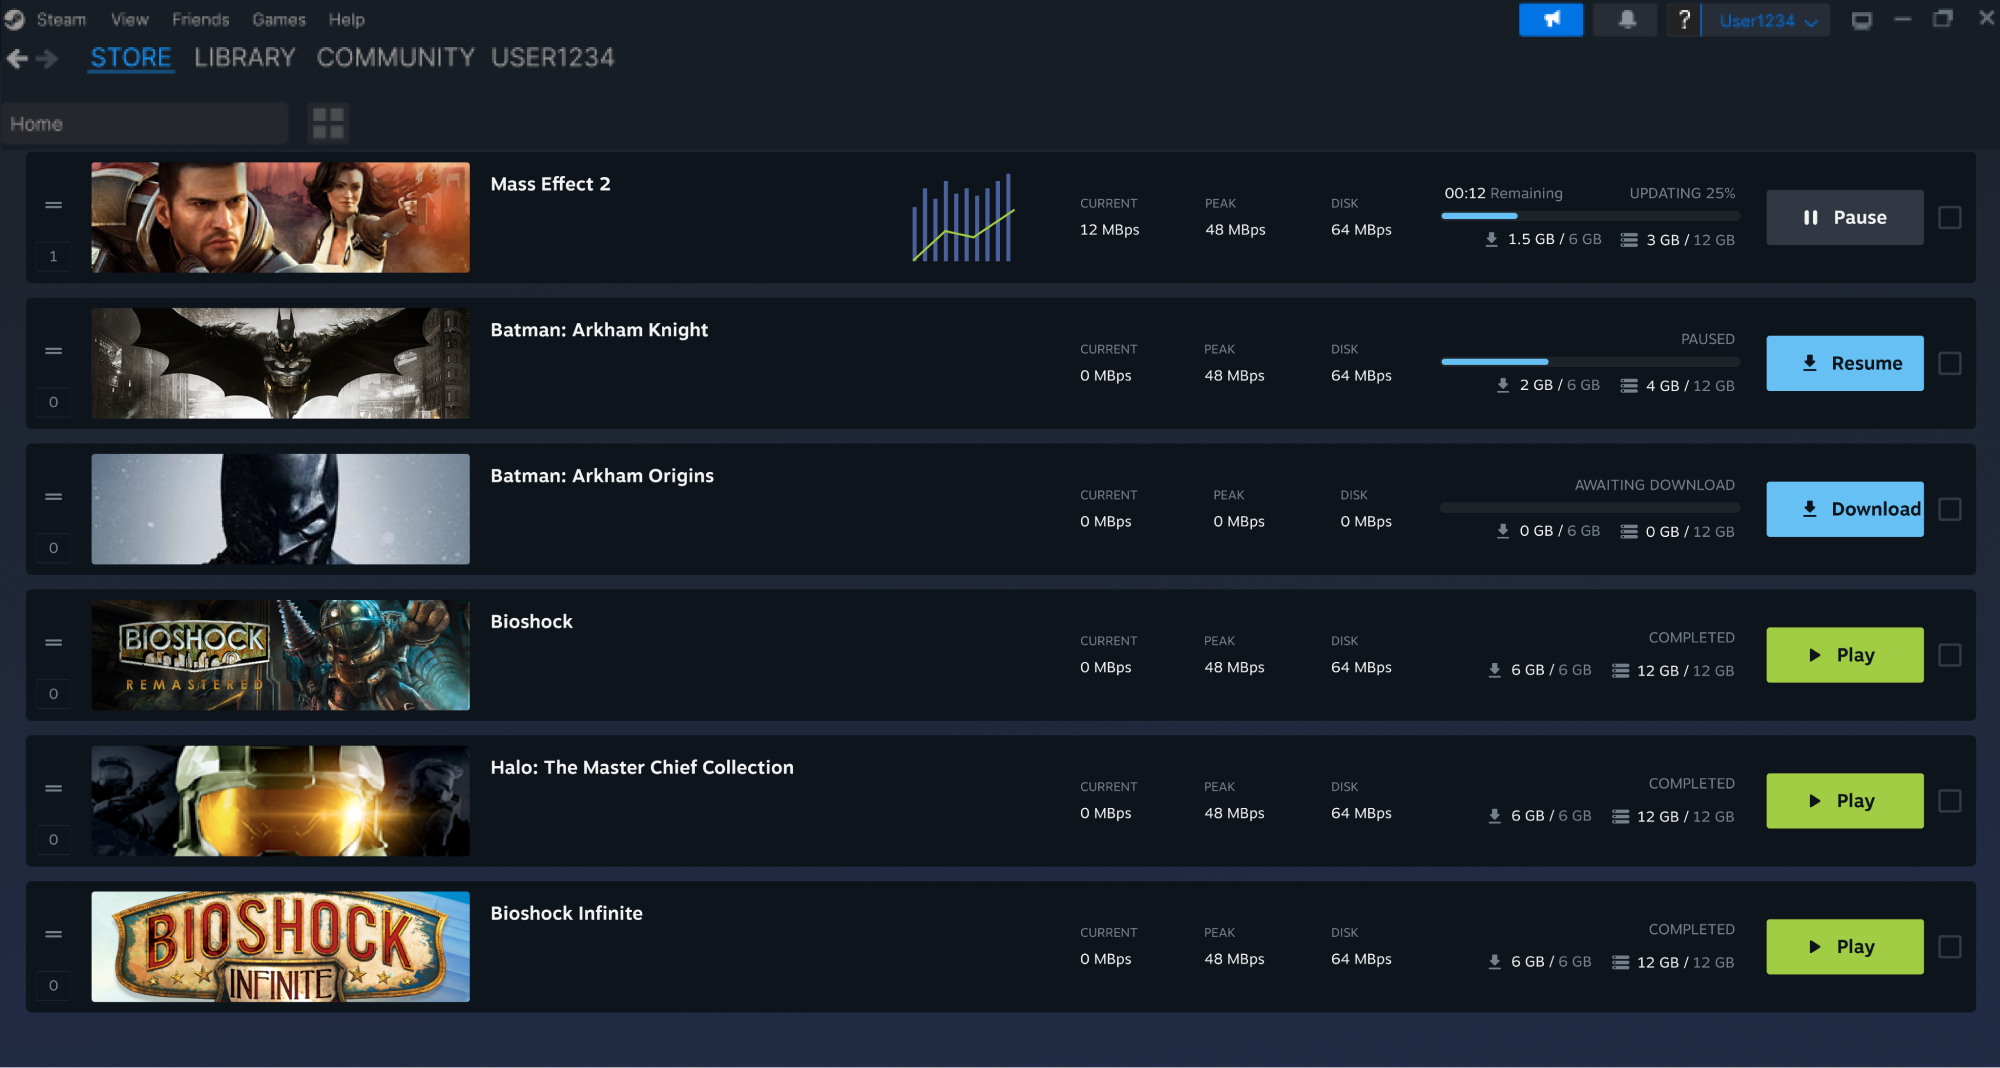 Steam View Friends Games Help
? User1234
STORE LIBRARY COMMUNITY USER1234
Home
Mass Effect 2
1
CURRENT PEAK DISK
12 MBps 48 MBps 64 MBps
00:12 Remaining UPDATING 25%
1.5 GB / 6 GB 3 GB / 12 GB
Pause
Batman: Arkham Knight
0
CURRENT PEAK DISK
0 MBps 48 MBps 64 MBps
PAUSED
2 GB / 6 GB 4 GB / 12 GB
Resume
Batman: Arkham Origins
0
CURRENT PEAK DISK
0 MBps 0 MBps 0 MBps
AWAITING DOWNLOAD
0 GB / 6 GB 0 GB / 12 GB
Download
BIOSHOCK
REMASTERED
Bioshock
0
CURRENT PEAK DISK
0 MBps 48 MBps 64 MBps
COMPLETED
6 GB / 6 GB 12 GB / 12 GB
Play
Halo: The Master Chief Collection
0
CURRENT PEAK DISK
0 MBps 48 MBps 64 MBps
COMPLETED
6 GB / 6 GB 12 GB / 12 GB
Play
BIOSHOCK
INFINITE
Bioshock Infinite
0
CURRENT PEAK DISK
0 MBps 48 MBps 64 MBps
COMPLETED
6 GB / 6 GB 12 GB / 12 GB
Play